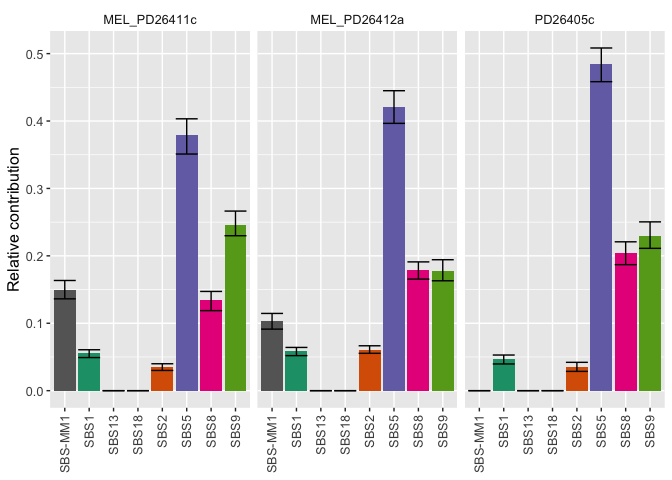 MEL_PD26411c MEL_PD26412a PD26405c
Relative contribution
0.5
0.4
0.3
0.2
0.1
0.0
SBS-MM1 SBS1 SBS13 SBS18 SBS2 SBS5 SBS8 SBS9 SBS-MM1 SBS1 SBS13 SBS18 SBS2 SBS5 SBS8 SBS9 SBS-MM1 SBS1 SBS13 SBS18 SBS2 SBS5 SBS8 SBS9